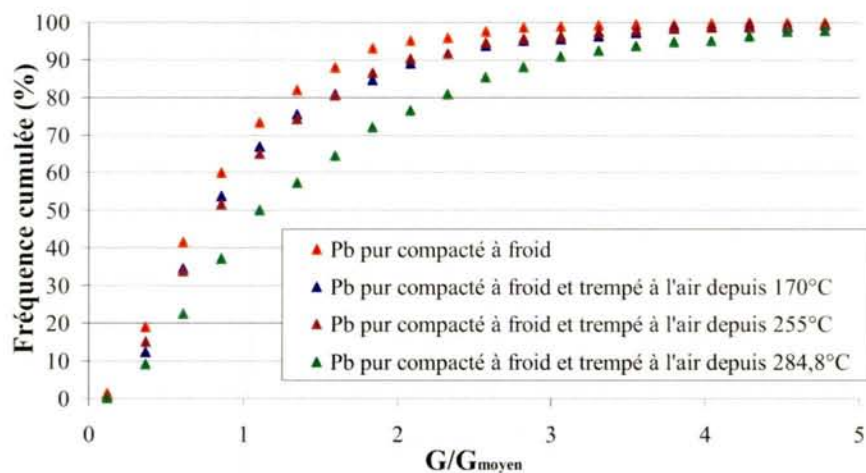 Fréquence cumulée (%)
100
90
80
70
60
50
40
30
20
10
0
Pb pur compacté à froid
Pb pur compacté à froid et trempé à l'air depuis 170°C
Pb pur compacté à froid et trempé à l'air depuis 255°C
Pb pur compacté à froid et trempé à l'air depuis 284,8°C
0 1 2 3 4 5
G/Gmoyen